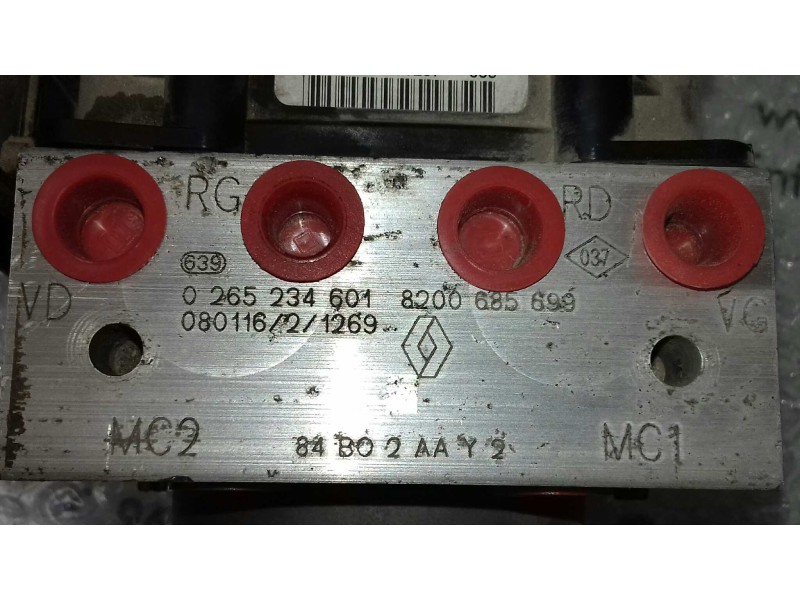 RG RD
639 037
VD 0 265 234 601 8200 685 699 VG
080116/2/1269
MC2 84 BO 2 AA Y 2 MC1